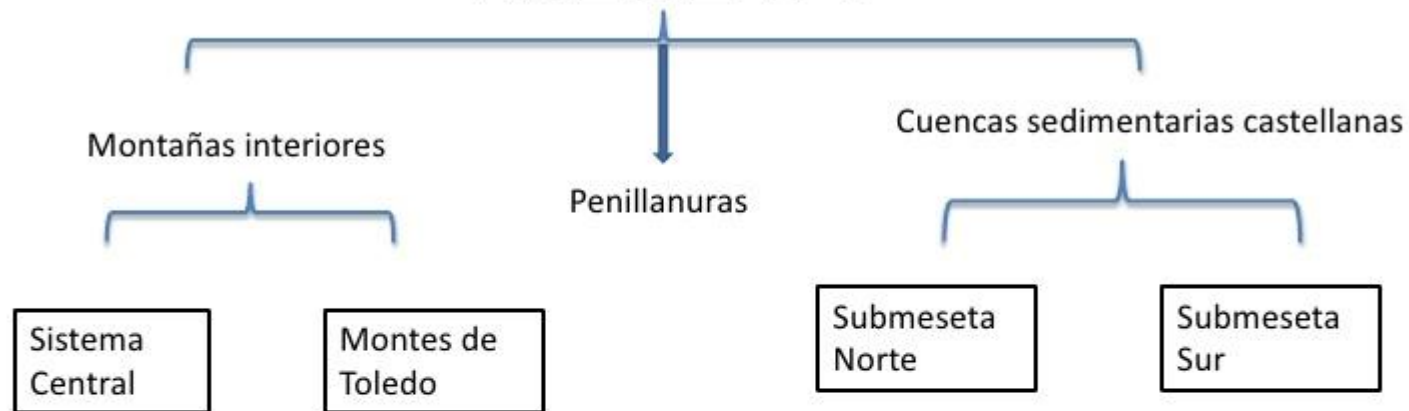 Montañas interiores
Penillanuras
Cuencas sedimentarias castellanas
Sistema
Central
Montes de
Toledo
Submeseta
Norte
Submeseta
Sur